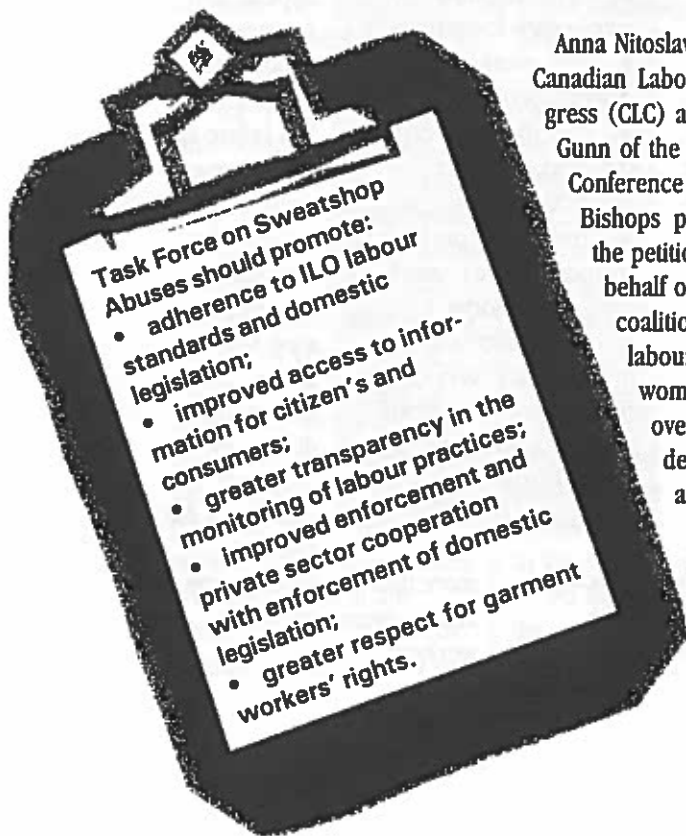 Task Force on Sweatshop
Abuses should promote:
• adherence to ILO labour
standards and domestic
legislation;
• improved access to infor-
mation for citizen's and
consumers;
• greater transparency in the
monitoring of labour practices;
• improved enforcement and
private sector cooperation
with enforcement of domestic
legislation;
• greater respect for garment
workers' rights.
Anna Nitoslaw
Canadian Labo
gress (CLC) a
Gunn of the
Conference
Bishops p
the petitio
behalf o
coalitio
labour
wom
ove
de
a